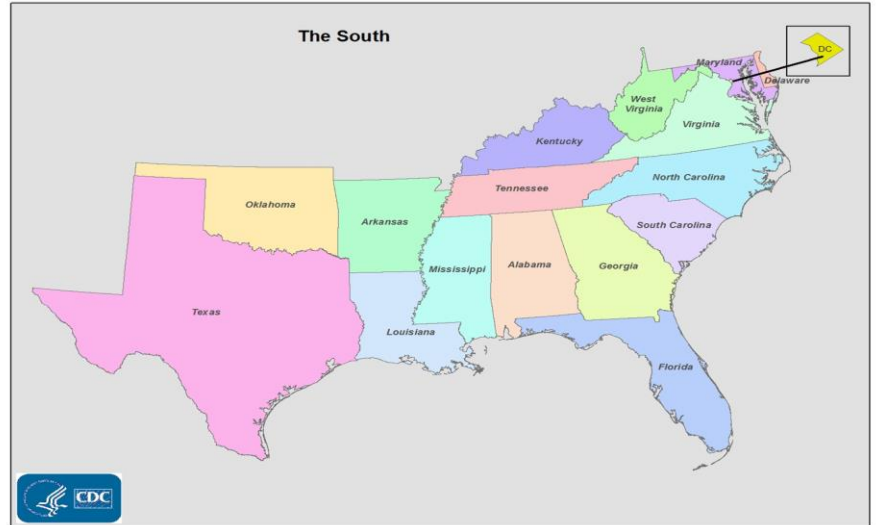 The South
DC
Maryland
Delaware
West
Virginia
Virginia
Kentucky
North Carolina
Tennessee
Oklahoma
Arkansas
South Carolina
Mississippi
Alabama
Georgia
Texas
Louisiana
Florida
CDC